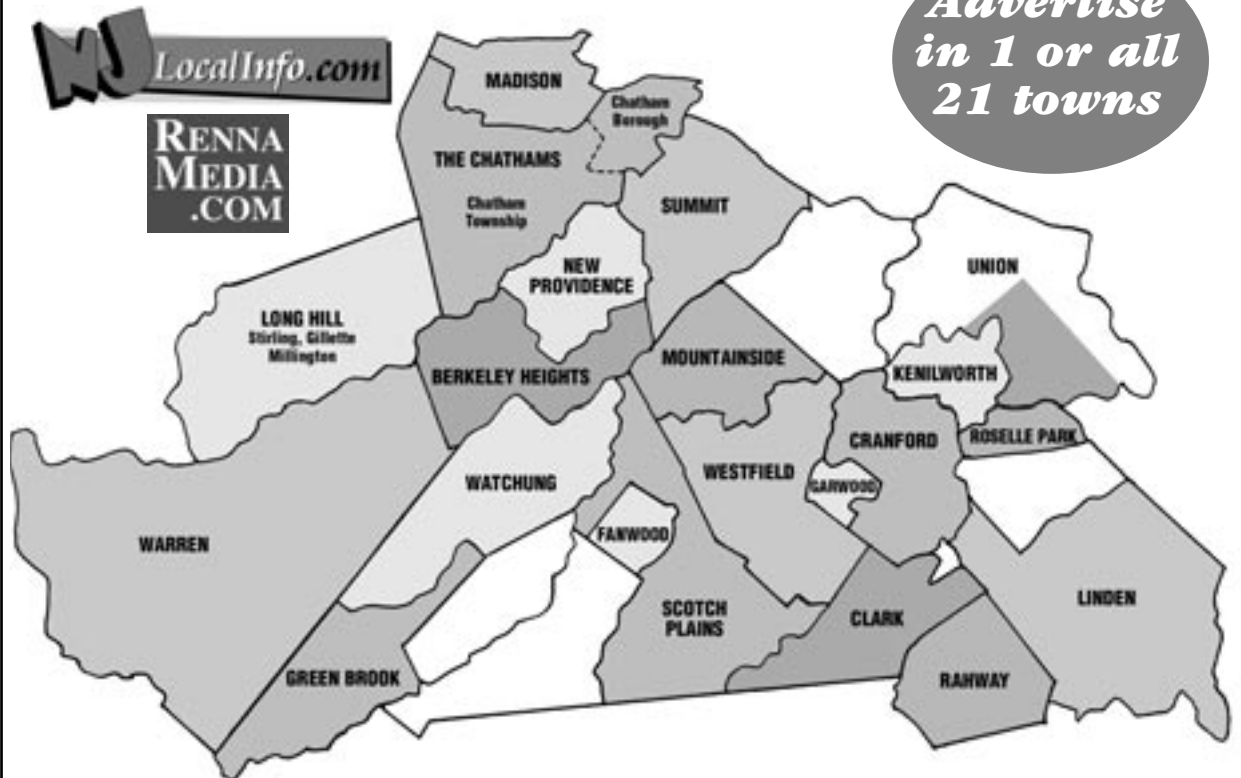 NJ LocalInfo.com
RENNA
MEDIA
.COM
Advertise
in 1 or all
21 towns
MADISON
Chatham
Borough
THE CHATHAMS
Chatham
Township
SUMMIT
NEW
PROVIDENCE
UNION
LONG HILL
Stirling, Gillette
Millington
BERKELEY HEIGHTS
MOUNTAINSIDE
KENILWORTH
CRANFORD
ROSELLE PARK
WATCHUNG
WESTFIELD
GARWOOD
WARREN
FANWOOD
SCOTCH
PLAINS
CLARK
LINDEN
GREEN BROOK
RAHWAY